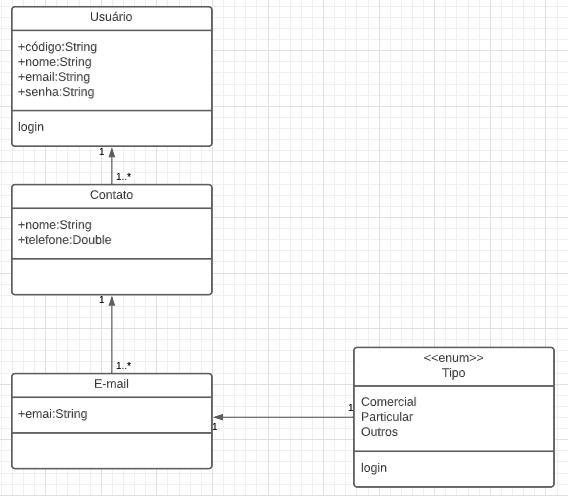 Usuário
+código:String
+nome:String
+email:String
+senha:String
login
1
1..*
Contato
+nome:String
+telefone:Double
1
1..*
E-mail
+emai:String
1
1
<<enum>>
Tipo
Comercial
Particular
Outros
login